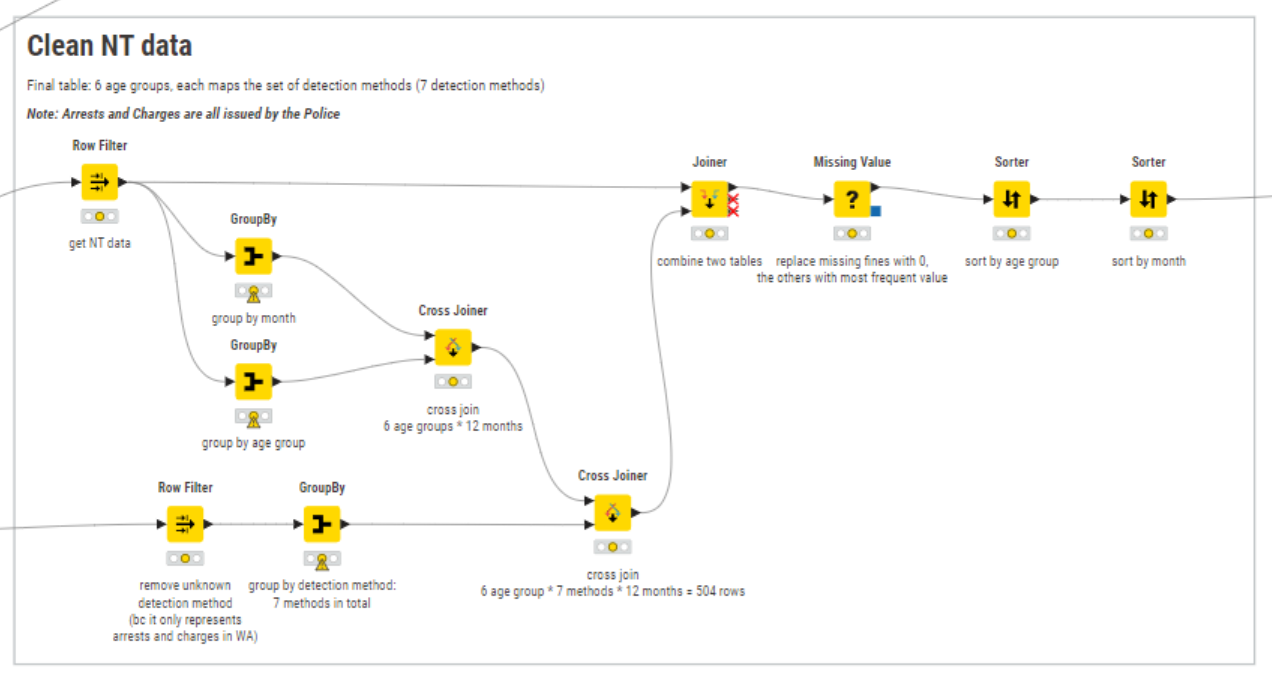 Clean NT data
Final table: 6 age groups, each maps the set of detection methods (7 detection methods)
Note: Arrests and Charges are all issued by the Police
Row Filter
get NT data
GroupBy
group by month
GroupBy
group by age group
Cross Joiner
cross join
6 age groups * 12 months
Row Filter
remove unknown
detection method
(bc it only represents
arrests and charges in WA)
GroupBy
group by detection method:
7 methods in total
Cross Joiner
cross join
6 age group * 7 methods * 12 months = 504 rows
Joiner
combine two tables
Missing Value
?
replace missing fines with 0,
the others with most frequent value
Sorter
sort by age group
Sorter
sort by month